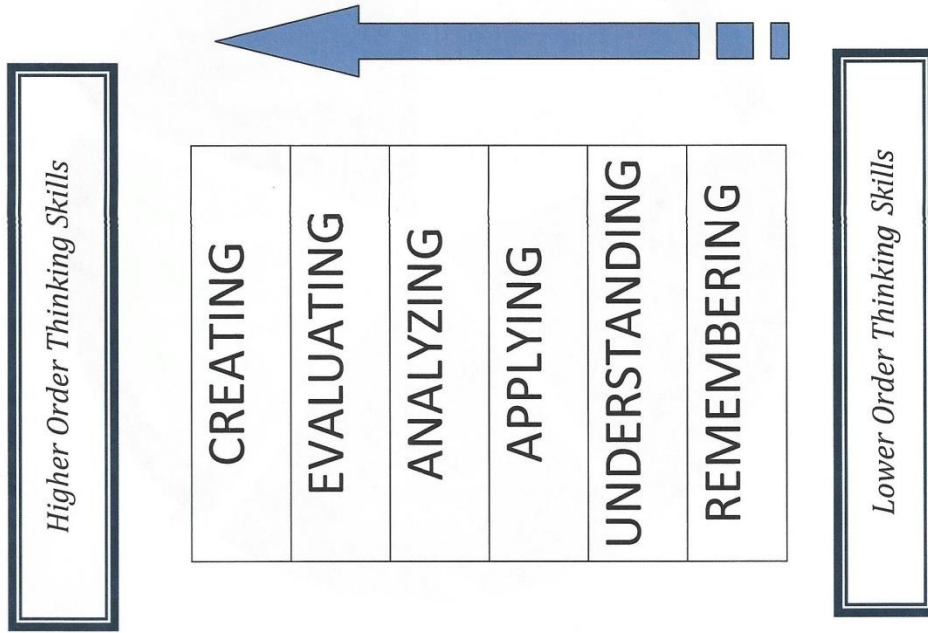 Higher Order Thinking Skills
CREATING
EVALUATING
ANALYZING
APPLYING
UNDERSTANDING
REMEMBERING
Lower Order Thinking Skills